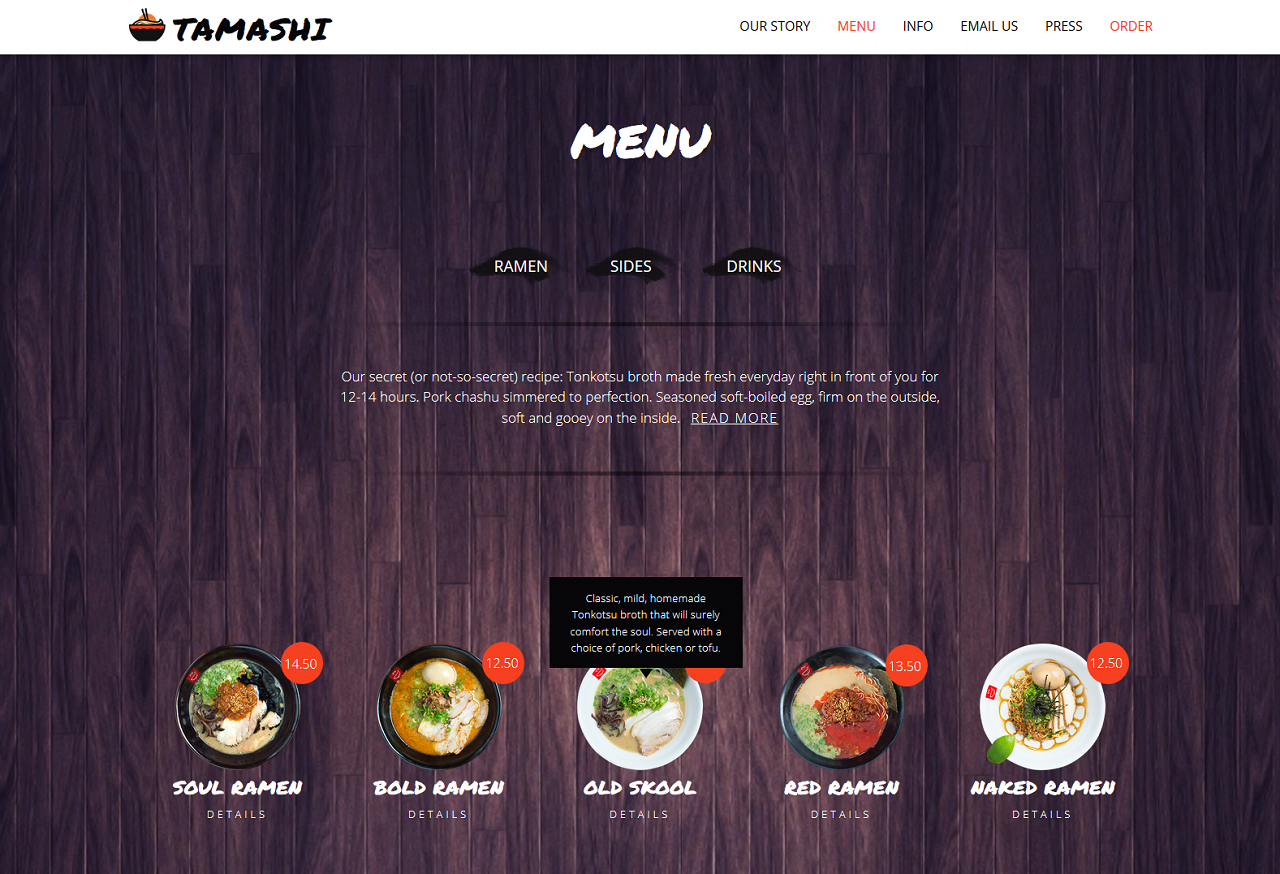 TAMASHI
OUR STORY MENU INFO EMAIL US PRESS ORDER
MENU
RAMEN SIDES DRINKS
Our secret (or not-so-secret) recipe: Tonkotsu broth made fresh everyday right in front of you for
12-14 hours. Pork chashu simmered to perfection. Seasoned soft-boiled egg, firm on the outside,
soft and gooey on the inside. READ MORE
Classic, mild, homemade
Tonkotsu broth that will surely
comfort the soul. Served with a
choice of pork, chicken or tofu.
14.50 12.50 13.50 12.50
SOUL RAMEN BOLD RAMEN OLD SKOOL RED RAMEN NAKED RAMEN
DETAILS DETAILS DETAILS DETAILS DETAILS